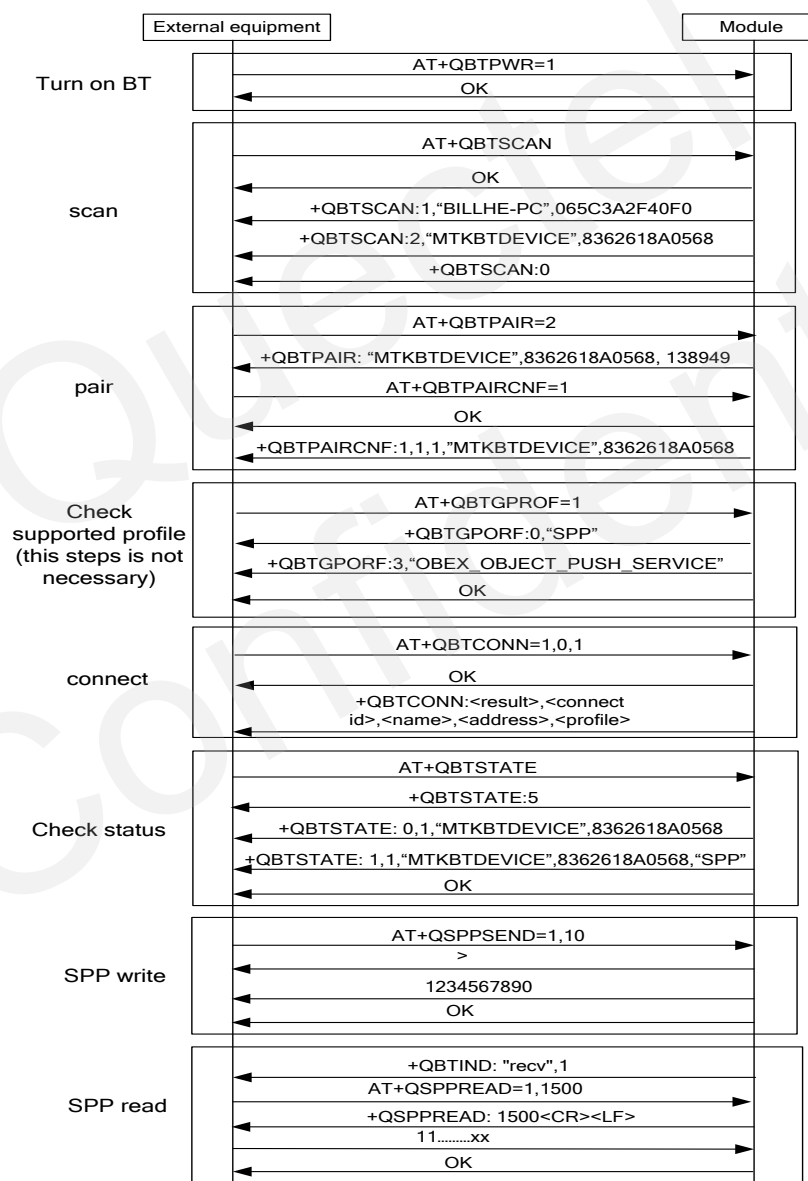 External equipment
Module
Turn on BT
AT+QBTPWR=1
OK
scan
AT+QBTSCAN
OK
+QBTSCAN:1,“BILLHE-PC”,065C3A2F40F0
+QBTSCAN:2,“MTKBTDEVICE”,8362618A0568
+QBTSCAN:0
pair
AT+QBTPAIR=2
+QBTPAIR: “MTKBTDEVICE”,8362618A0568, 138949
AT+QBTPAIRCNF=1
OK
+QBTPAIRCNF:1,1,1,”MTKBTDEVICE”,8362618A0568
Check
supported profile
(this steps is not
necessary)
AT+QBTGPROF=1
+QBTGPORF:0,“SPP”
+QBTGPORF:3,“OBEX_OBJECT_PUSH_SERVICE”
OK
connect
AT+QBTCONN=1,0,1
OK
+QBTCONN:<result>,<connect
id>,<name>,<address>,<profile>
Check status
AT+QBTSTATE
+QBTSTATE:5
+QBTSTATE: 0,1,“MTKBTDEVICE”,8362618A0568
+QBTSTATE: 1,1,“MTKBTDEVICE”,8362618A0568,“SPP”
OK
SPP write
AT+QSPPSEND=1,10
>
1234567890
OK
SPP read
+QBTIND: "recv",1
AT+QSPPREAD=1,1500
+QSPPREAD: 1500<CR><LF>
11.........xx
OK
Quectel
Confident